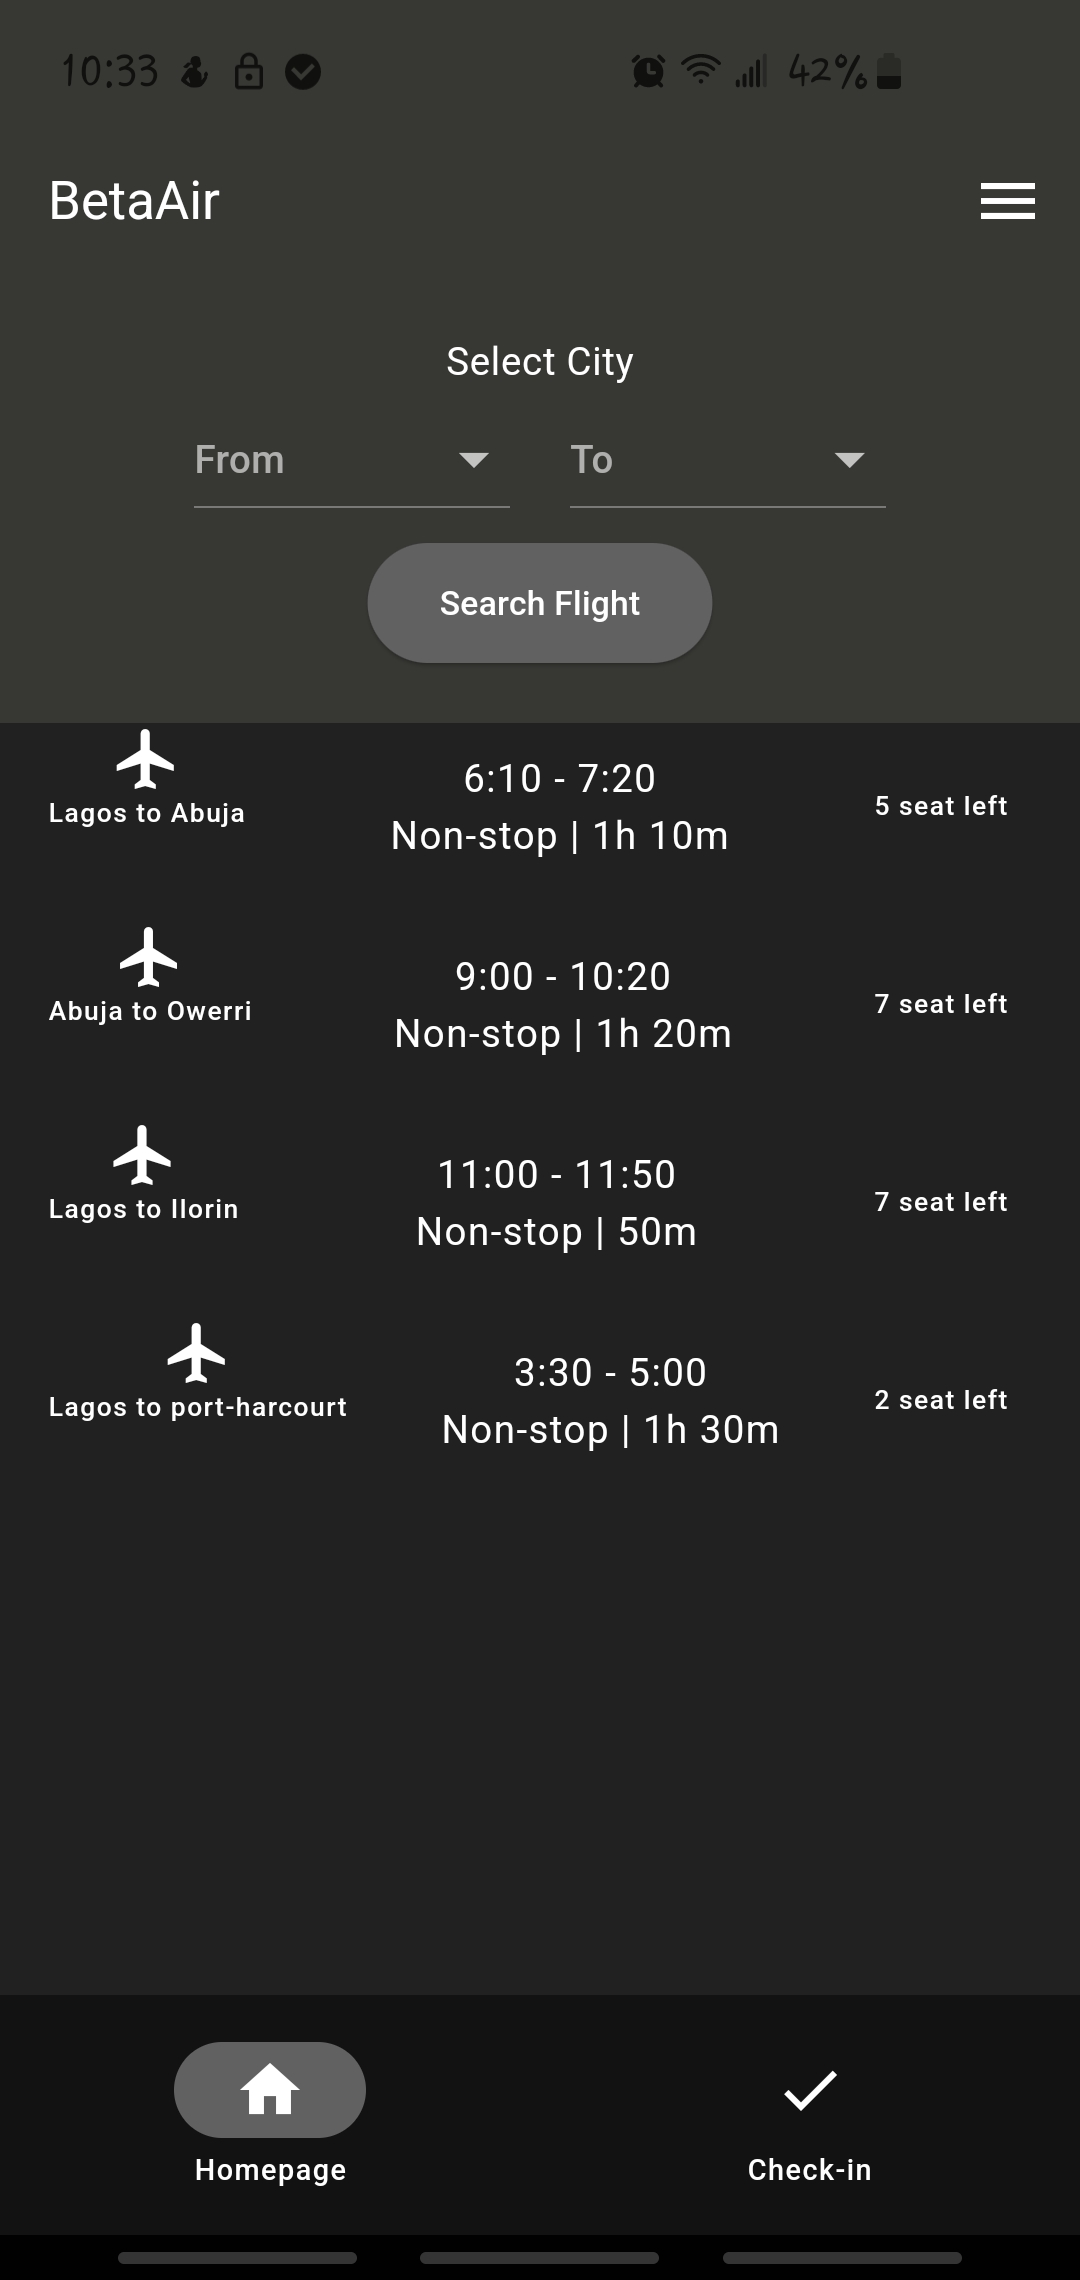 10:33 42%
BetaAir
Select City
From To
Search Flight
6:10 - 7:20
Lagos to Abuja 5 seat left
Non-stop | 1h 10m
9:00 - 10:20
Abuja to Owerri 7 seat left
Non-stop | 1h 20m
11:00 - 11:50
Lagos to Ilorin 7 seat left
Non-stop | 50m
3:30 - 5:00
Lagos to port-harcourt 2 seat left
Non-stop | 1h 30m
Homepage Check-in